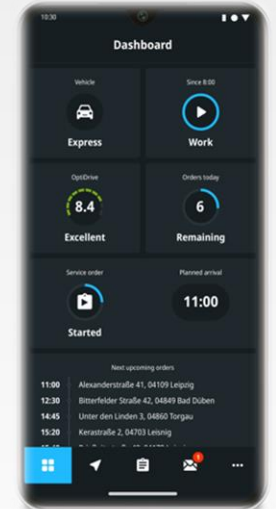 10:30
Dashboard
Vehicle
Express
Since 8:00
Work
OptiDrive
8.4
Excellent
Orders today
6
Remaining
Service order
Started
Planned arrival
11:00
Next upcoming orders
11:00 Alexanderstraße 41, 04109 Leipzig
12:30 Bitterfelder Straße 42, 04849 Bad Düben
14:45 Unter den Linden 3, 04860 Torgau
15:20 Kerastraße 2, 04703 Leisnig
1